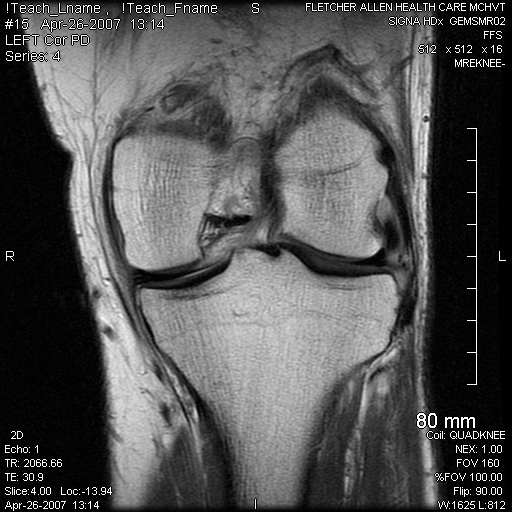 !Teach_Lname , !Teach_Fname
#15 Apr-26-2007 13:14
LEFT Cor PD
Series: 4
S
FLETCHER ALLEN HEALTH CARE MCHVT
SIGNA HDx GEMSMR02
FFS
512 x 512 x 16
MREKNEE-
R
L
80 mm
2D
Echo: 1
TR: 2066.66
TE: 30.9
Slice:4.00 Loc:-13.94
Apr-26-2007 13:14
I
Coil: QUADKNEE
NEX: 1.00
FOV 160
%FOV 100.00
Flip: 90.00
W:1625 L:812